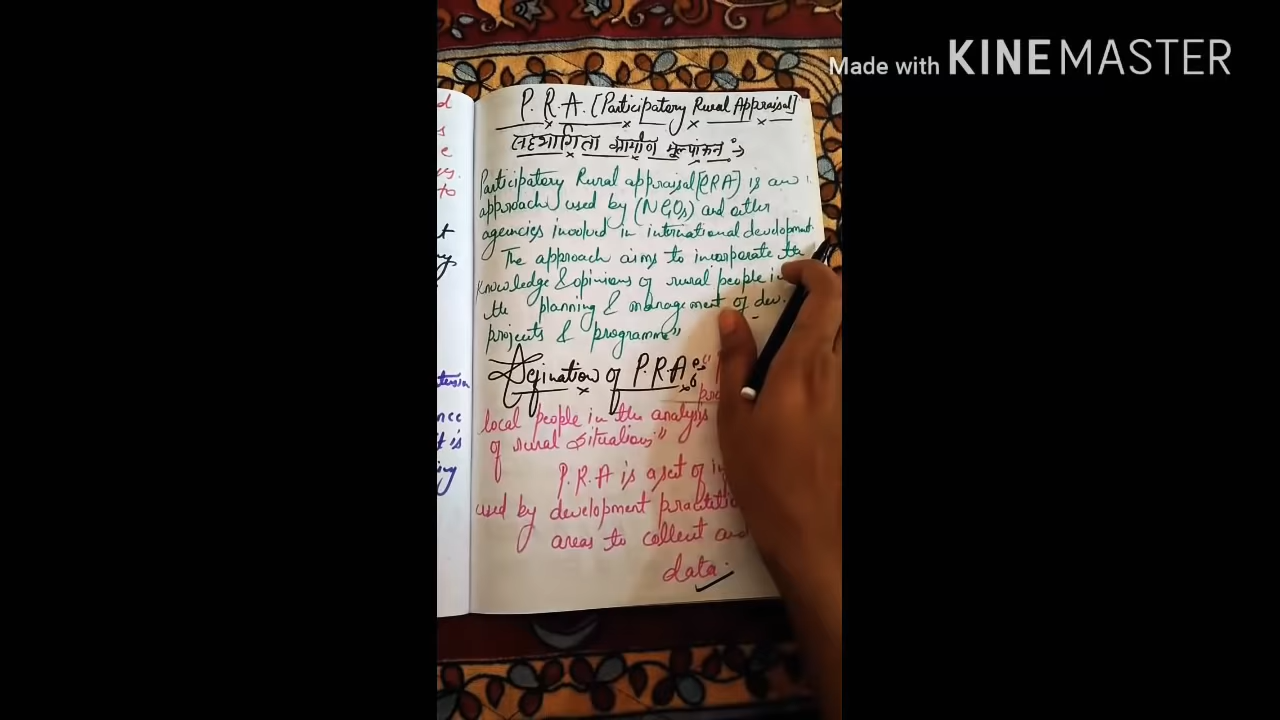 Made with KINEMASTER
P. R. A. [Participatory Rural Appraisal]
सहभागिता ग्रामीण मूल्यांकन :→
Participatory Rural appraisal [PRA] is an
approach used by (NGOs) and other
agencies involved in international development.
The approach aims to incorporate the
knowledge & opinions of rural people in
the planning & management of dev.
projects & programme"
Defination of P.R.A :→ "
local people in the analysis
of rural situations"
P.R.A is a set of
used by development
areas to collect and
data.